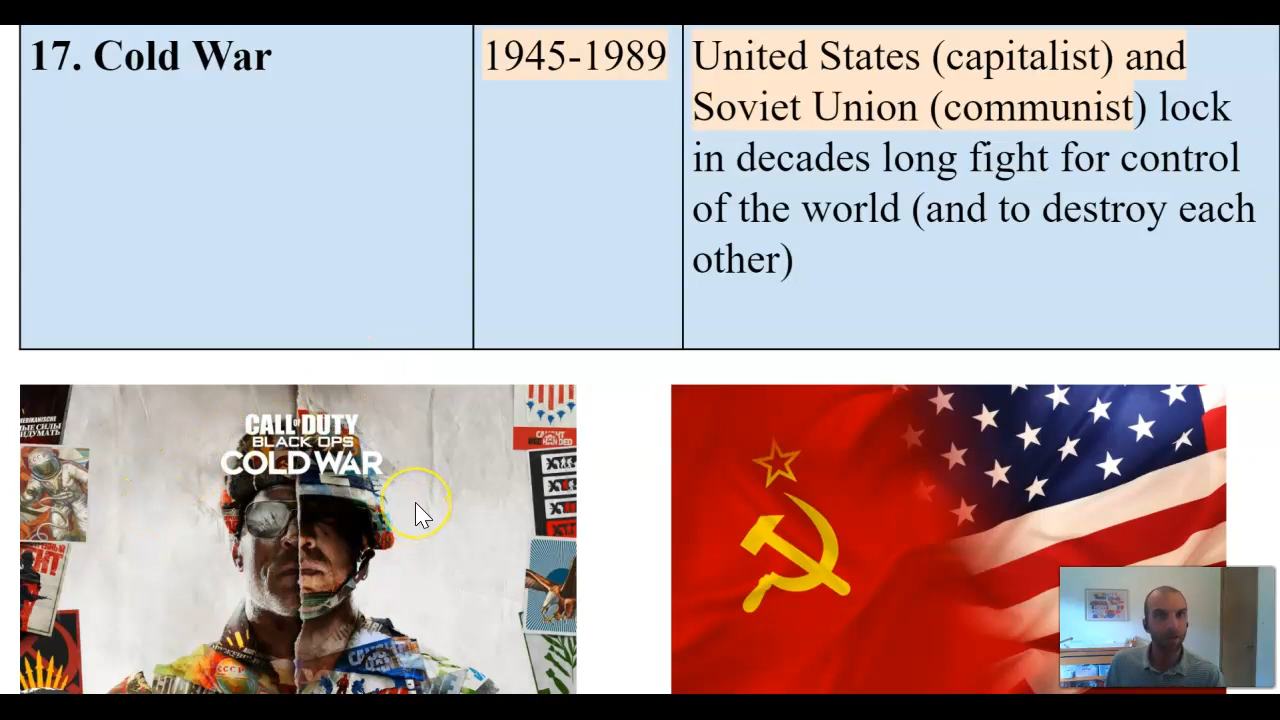 17. Cold War
1945-1989
United States (capitalist) and
Soviet Union (communist) lock
in decades long fight for control
of the world (and to destroy each
other)
CALL OF DUTY
BLACK OPS
COLD WAR